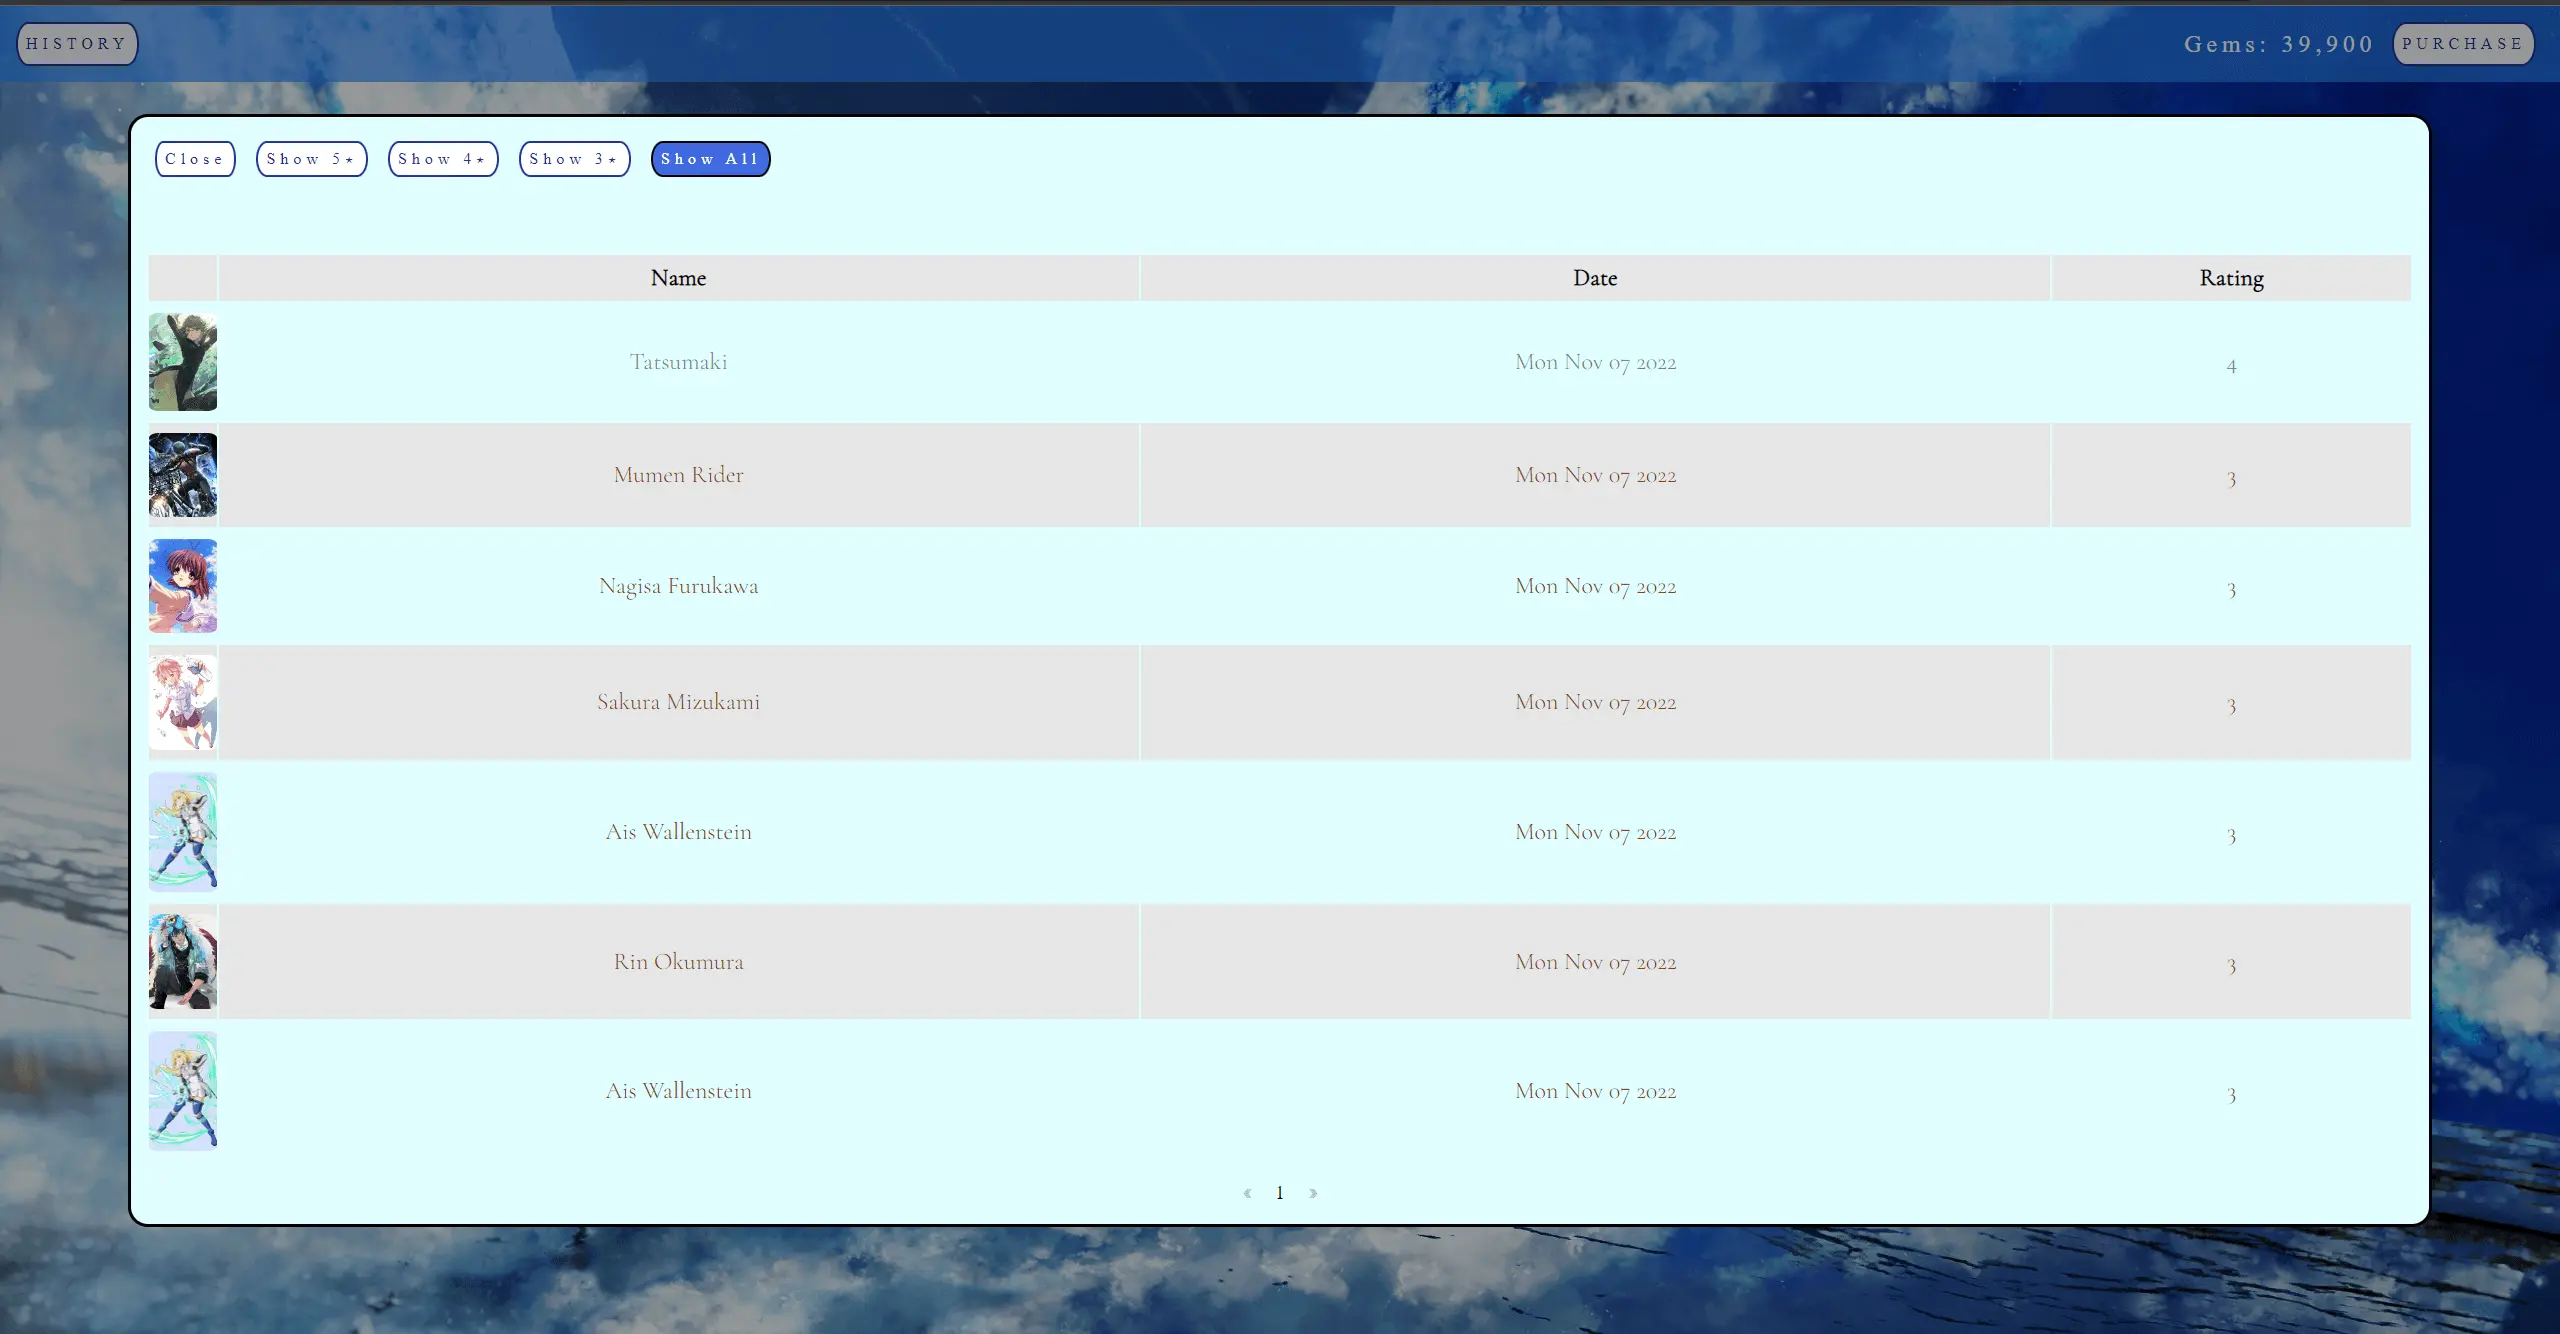 HISTORY
Gems: 39,900 PURCHASE
Close Show 5★ Show 4★ Show 3★ Show All
Name Date Rating
Tatsumaki Mon Nov 07 2022 4
Mumen Rider Mon Nov 07 2022 3
Nagisa Furukawa Mon Nov 07 2022 3
Sakura Mizukami Mon Nov 07 2022 3
Ais Wallenstein Mon Nov 07 2022 3
Rin Okumura Mon Nov 07 2022 3
Ais Wallenstein Mon Nov 07 2022 3
« 1 »